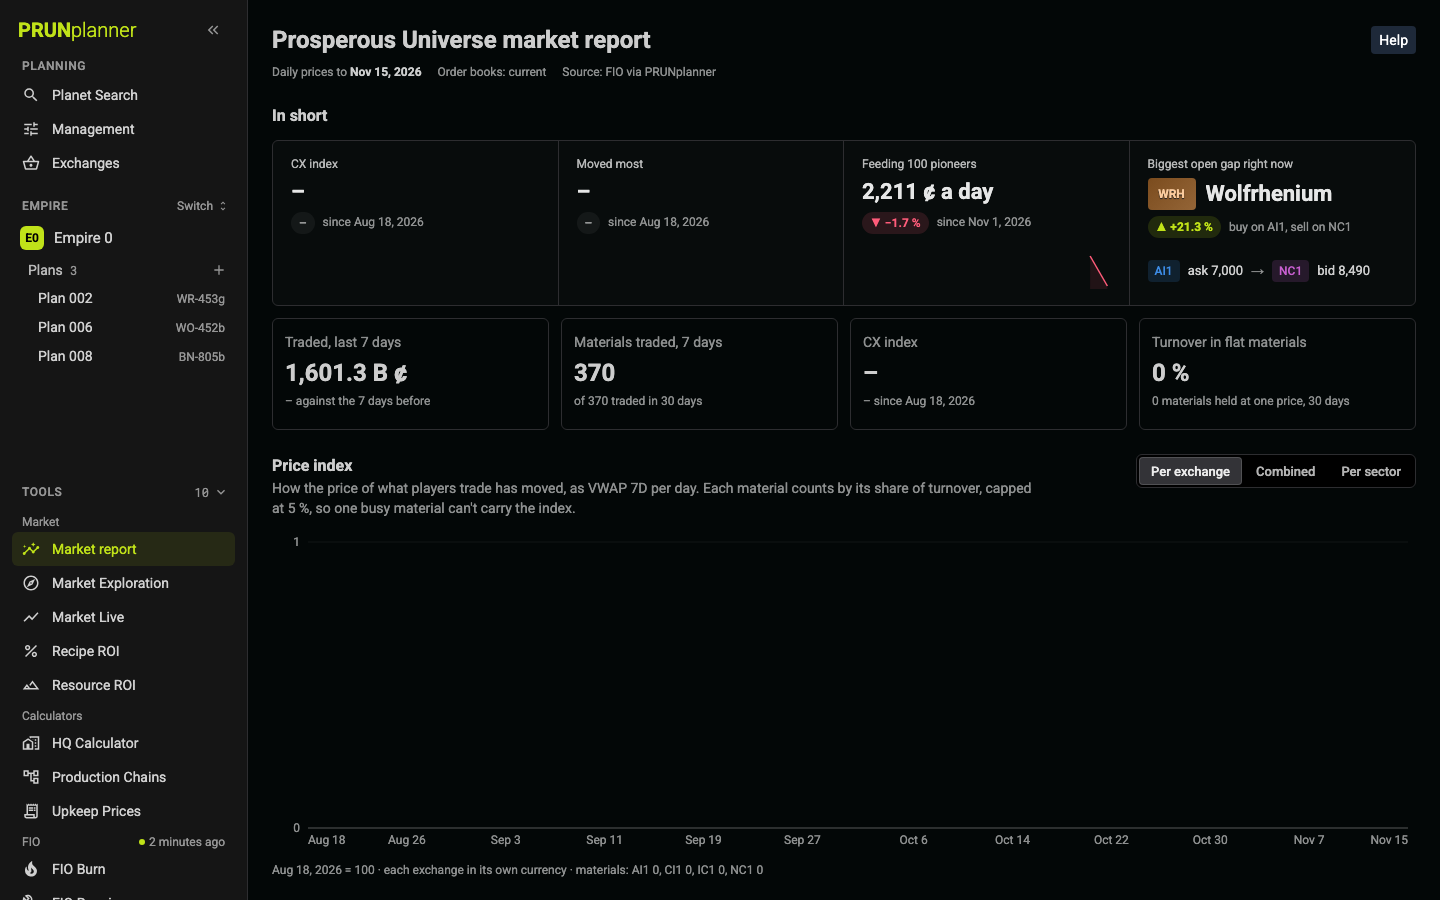 PRUNplanner
PLANNING
Planet Search
Management
Exchanges
EMPIRE
Switch
E0
Empire 0
Plans 3
Plan 002
WR-453g
Plan 006
WO-452b
Plan 008
BN-805b
TOOLS
10
Market
Market report
Market Exploration
Market Live
Recipe ROI
Resource ROI
Calculators
HQ Calculator
Production Chains
Upkeep Prices
FIO
2 minutes ago
FIO Burn
Prosperous Universe market report
Help
Daily prices to Nov 15, 2026
Order books: current
Source: FIO via PRUNplanner
In short
CX index
–
– since Aug 18, 2026
Moved most
–
– since Aug 18, 2026
Feeding 100 pioneers
2,211 ₡ a day
▼ −1.7 % since Nov 1, 2026
Biggest open gap right now
WRH Wolfrhenium
▲ +21.3 % buy on AI1, sell on NC1
AI1 ask 7,000 → NC1 bid 8,490
Traded, last 7 days
1,601.3 B ₡
– against the 7 days before
Materials traded, 7 days
370
of 370 traded in 30 days
CX index
–
– since Aug 18, 2026
Turnover in flat materials
0 %
0 materials held at one price, 30 days
Price index
How the price of what players trade has moved, as VWAP 7D per day. Each material counts by its share of turnover, capped
at 5 %, so one busy material can't carry the index.
Per exchange
Combined
Per sector
1
0
Aug 18
Aug 26
Sep 3
Sep 11
Sep 19
Sep 27
Oct 6
Oct 14
Oct 22
Oct 30
Nov 7
Nov 15
Aug 18, 2026 = 100 · each exchange in its own currency · materials: AI1 0, CI1 0, IC1 0, NC1 0